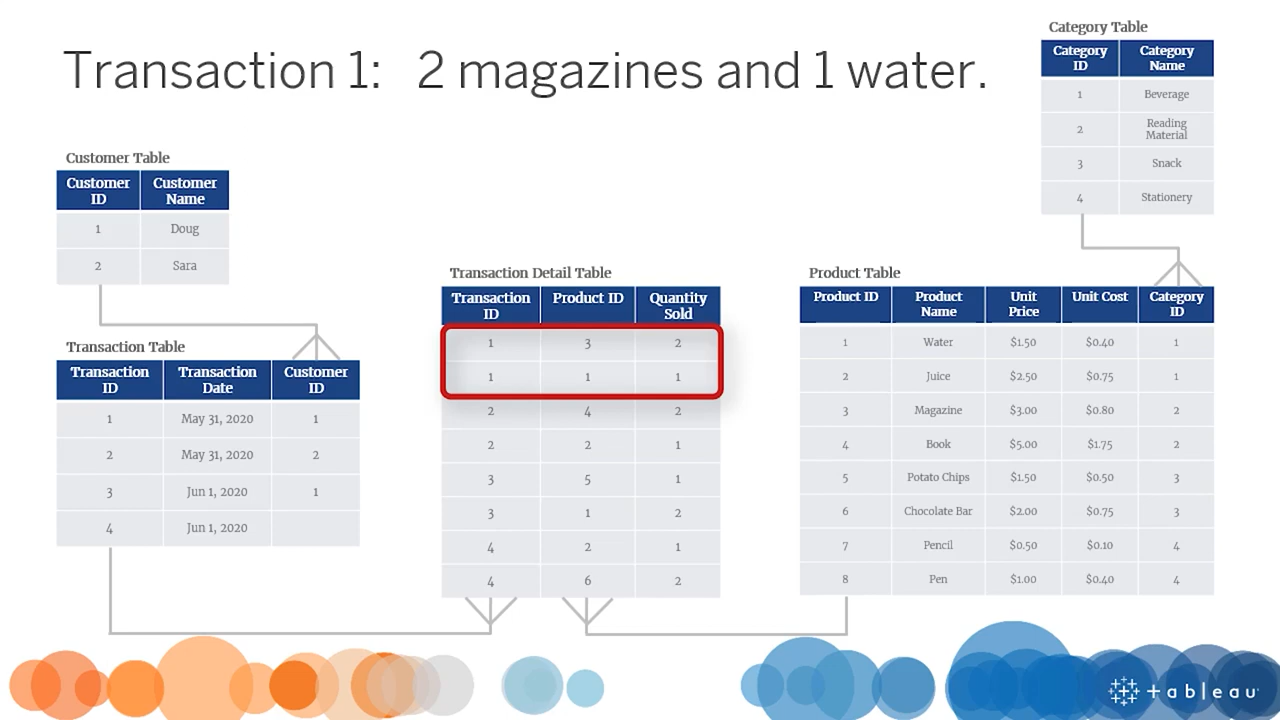 Transaction 1: 2 magazines and 1 water.
Category Table
Category ID Category Name
1 Beverage
2 Reading Material
3 Snack
4 Stationery
Customer Table
Customer ID Customer Name
1 Doug
2 Sara
Transaction Table
Transaction ID Transaction Date Customer ID
1 May 31, 2020 1
2 May 31, 2020 2
3 Jun 1, 2020 1
4 Jun 1, 2020
Transaction Detail Table
Transaction ID Product ID Quantity Sold
1 3 2
1 1 1
2 4 2
2 2 1
3 5 1
3 1 2
4 2 1
4 6 2
Product Table
Product ID Product Name Unit Price Unit Cost Category ID
1 Water $1.50 $0.40 1
2 Juice $2.50 $0.75 1
3 Magazine $3.00 $0.80 2
4 Book $5.00 $1.75 2
5 Potato Chips $1.50 $0.50 3
6 Chocolate Bar $2.00 $0.75 3
7 Pencil $0.50 $0.10 4
8 Pen $1.00 $0.40 4
tableau